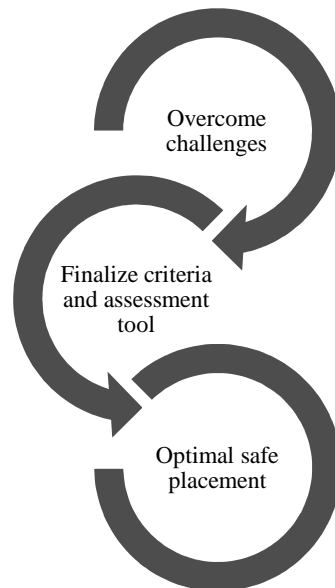 Overcome
challenges
Finalize criteria
and assessment
tool
Optimal safe
placement